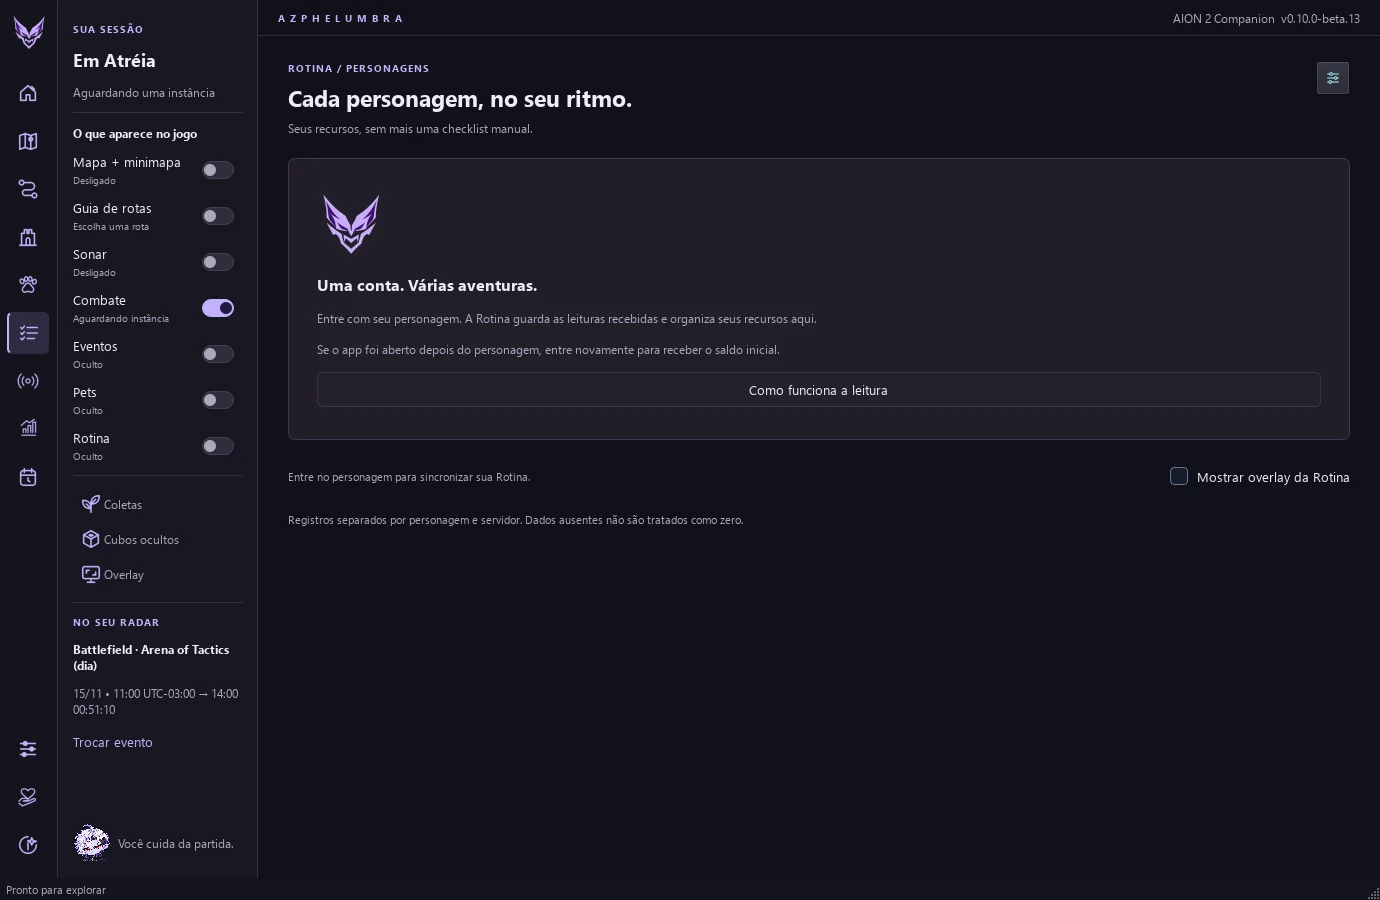 AZPHELUMBRA
AION 2 Companion v0.10.0-beta.13
SUA SESSÃO
Em Atréia
Aguardando uma instância
O que aparece no jogo
Mapa + minimapa
Desligado
Guia de rotas
Escolha uma rota
Sonar
Desligado
Combate
Aguardando instância
Eventos
Oculto
Pets
Oculto
Rotina
Oculto
Coletas
Cubos ocultos
Overlay
NO SEU RADAR
Battlefield · Arena of Tactics
(dia)
15/11 • 11:00 UTC-03:00 → 14:00
00:51:10
Trocar evento
Você cuida da partida.
ROTINA / PERSONAGENS
Cada personagem, no seu ritmo.
Seus recursos, sem mais uma checklist manual.
Uma conta. Várias aventuras.
Entre com seu personagem. A Rotina guarda as leituras recebidas e organiza seus recursos aqui.
Se o app foi aberto depois do personagem, entre novamente para receber o saldo inicial.
Como funciona a leitura
Entre no personagem para sincronizar sua Rotina.
Mostrar overlay da Rotina
Registros separados por personagem e servidor. Dados ausentes não são tratados como zero.
Pronto para explorar